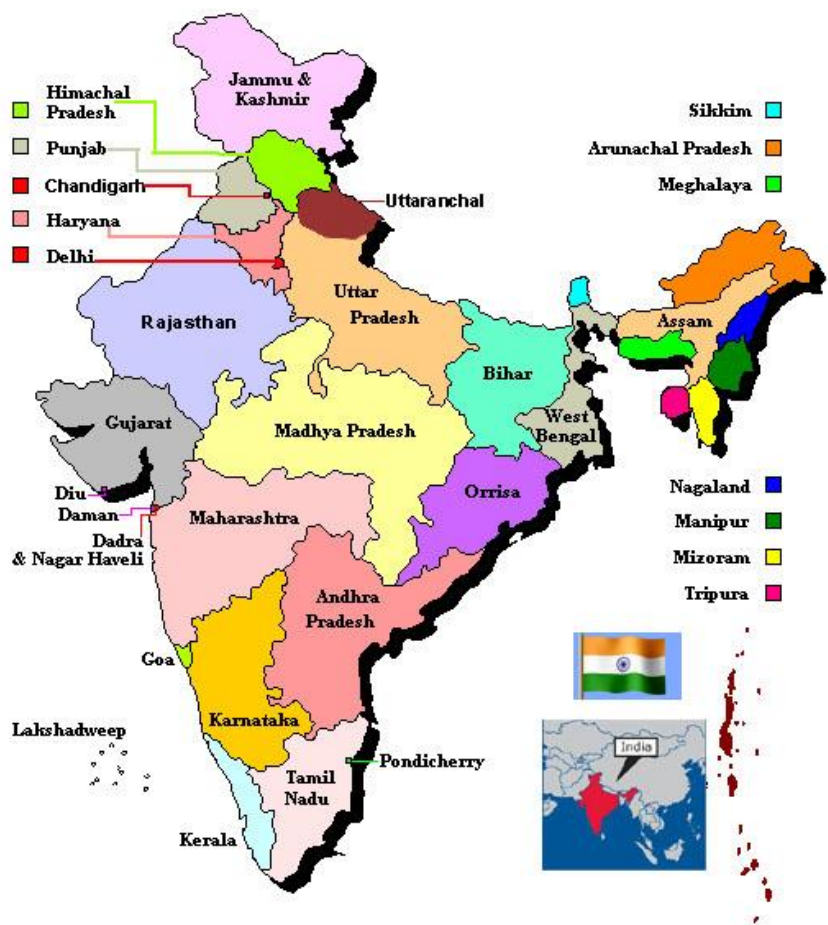 Jammu &
Kashmir
Himachal
Pradesh
Punjab
Chandigarh
Haryana
Delhi
Uttaranchal
Sikkim
Arunachal Pradesh
Meghalaya
Rajasthan
Uttar
Pradesh
Assam
Bihar
Gujarat
Madhya Pradesh
West
Bengal
Diu
Daman
Dadra
& Nagar Haveli
Maharashtra
Orrisa
Nagaland
Manipur
Mizoram
Tripura
Andhra
Pradesh
Goa
Karnataka
Lakshadweep
Pondicherry
Tamil
Nadu
Kerala
India